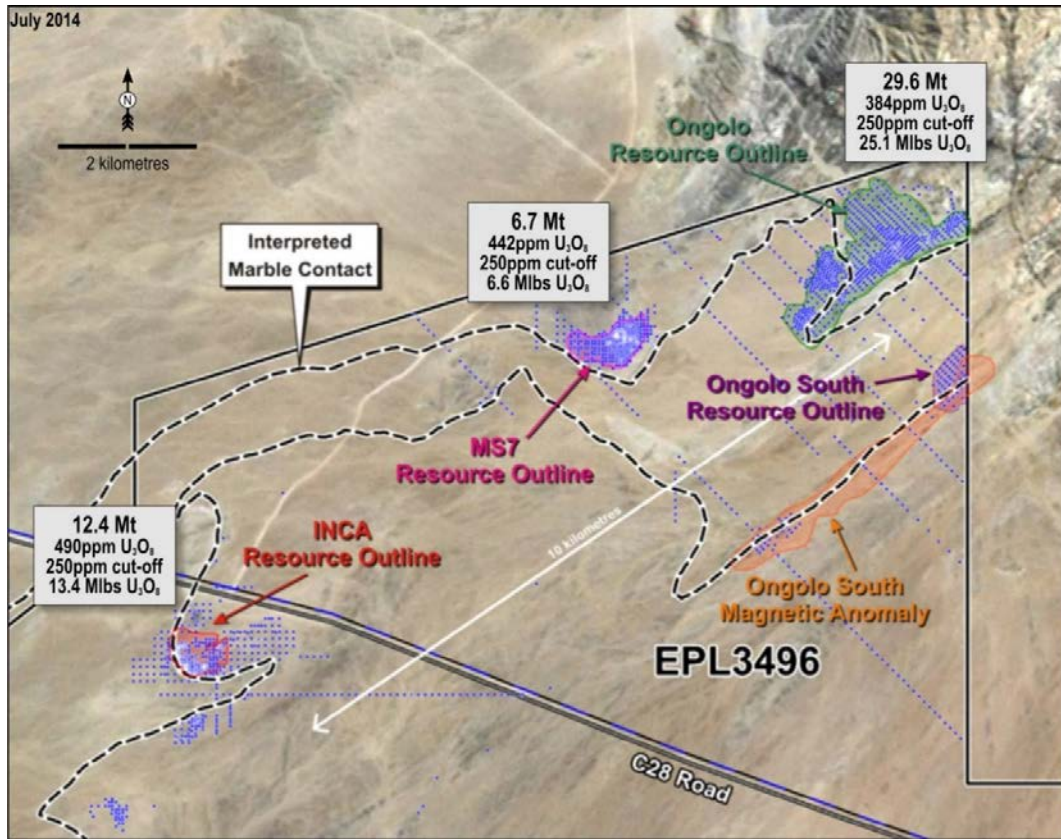 July 2014
N
2 kilometres
Interpreted
Marble Contact
29.6 Mt
384ppm U₃O₈
250ppm cut-off
25.1 Mlbs U₃O₈
Ongolo
Resource Outline
6.7 Mt
442ppm U₃O₈
250ppm cut-off
6.6 Mlbs U₃O₈
Ongolo South
Resource Outline
MS7
Resource Outline
12.4 Mt
490ppm U₃O₈
250ppm cut-off
13.4 Mlbs U₃O₈
INCA
Resource Outline
10 kilometres
Ongolo South
Magnetic Anomaly
EPL3496
C28 Road